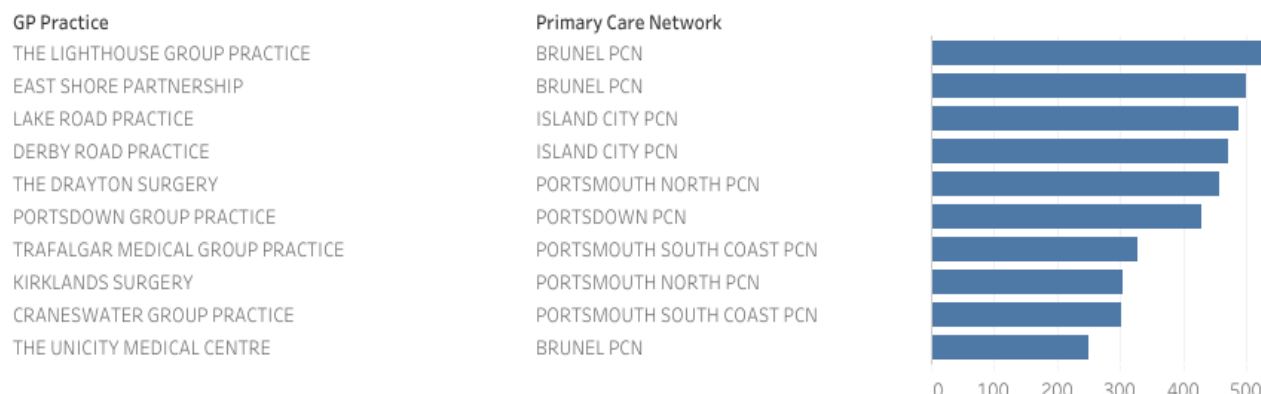 GP Practice Primary Care Network
THE LIGHTHOUSE GROUP PRACTICE BRUNEL PCN
EAST SHORE PARTNERSHIP BRUNEL PCN
LAKE ROAD PRACTICE ISLAND CITY PCN
DERBY ROAD PRACTICE ISLAND CITY PCN
THE DRAYTON SURGERY PORTSMOUTH NORTH PCN
PORTSDOWN GROUP PRACTICE PORTSDOWN PCN
TRAFALGAR MEDICAL GROUP PRACTICE PORTSMOUTH SOUTH COAST PCN
KIRKLANDS SURGERY PORTSMOUTH NORTH PCN
CRANESWATER GROUP PRACTICE PORTSMOUTH SOUTH COAST PCN
THE UNICITY MEDICAL CENTRE BRUNEL PCN
0 100 200 300 400 500